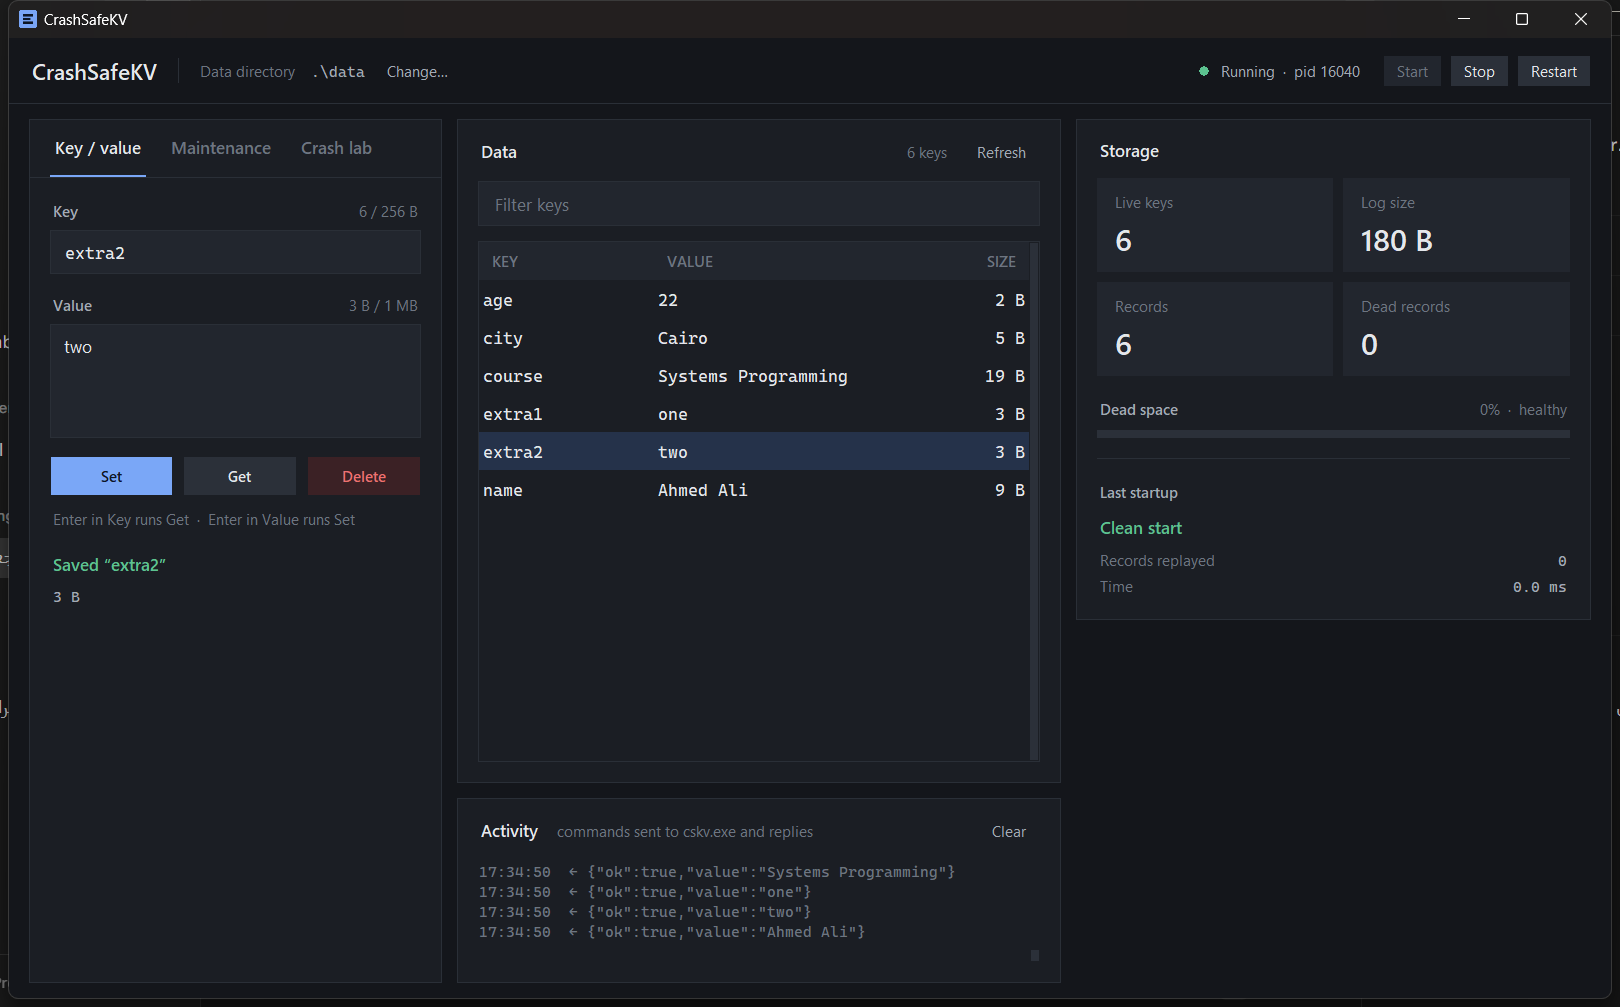 CrashSafeKV
CrashSafeKV
Data directory .\data Change...
Running · pid 16040
Start
Stop
Restart
Key / value
Maintenance
Crash lab
Key
6 / 256 B
extra2
Value
3 B / 1 MB
two
Set
Get
Delete
Enter in Key runs Get · Enter in Value runs Set
Saved “extra2”
3 B
Data
6 keys
Refresh
Filter keys
KEY VALUE SIZE
age 22 2 B
city Cairo 5 B
course Systems Programming 19 B
extra1 one 3 B
extra2 two 3 B
name Ahmed Ali 9 B
Activity commands sent to cskv.exe and replies
Clear
17:34:50 ← {"ok":true,"value":"Systems Programming"}
17:34:50 ← {"ok":true,"value":"one"}
17:34:50 ← {"ok":true,"value":"two"}
17:34:50 ← {"ok":true,"value":"Ahmed Ali"}
Storage
Live keys
6
Log size
180 B
Records
6
Dead records
0
Dead space
0% · healthy
Last startup
Clean start
Records replayed 0
Time 0.0 ms